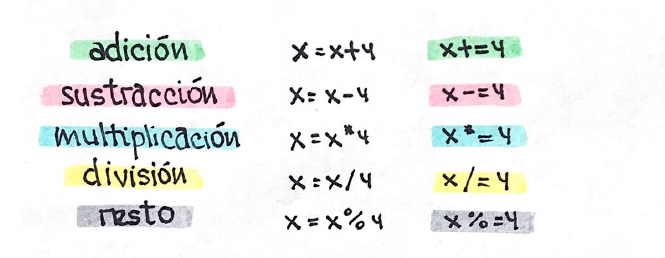 adición x=x+4 x+=4
sustracción x=x-4 x-=4
multiplicación x=x*4 x*=4
división x=x/4 x/=4
resto x=x%4 x%=4